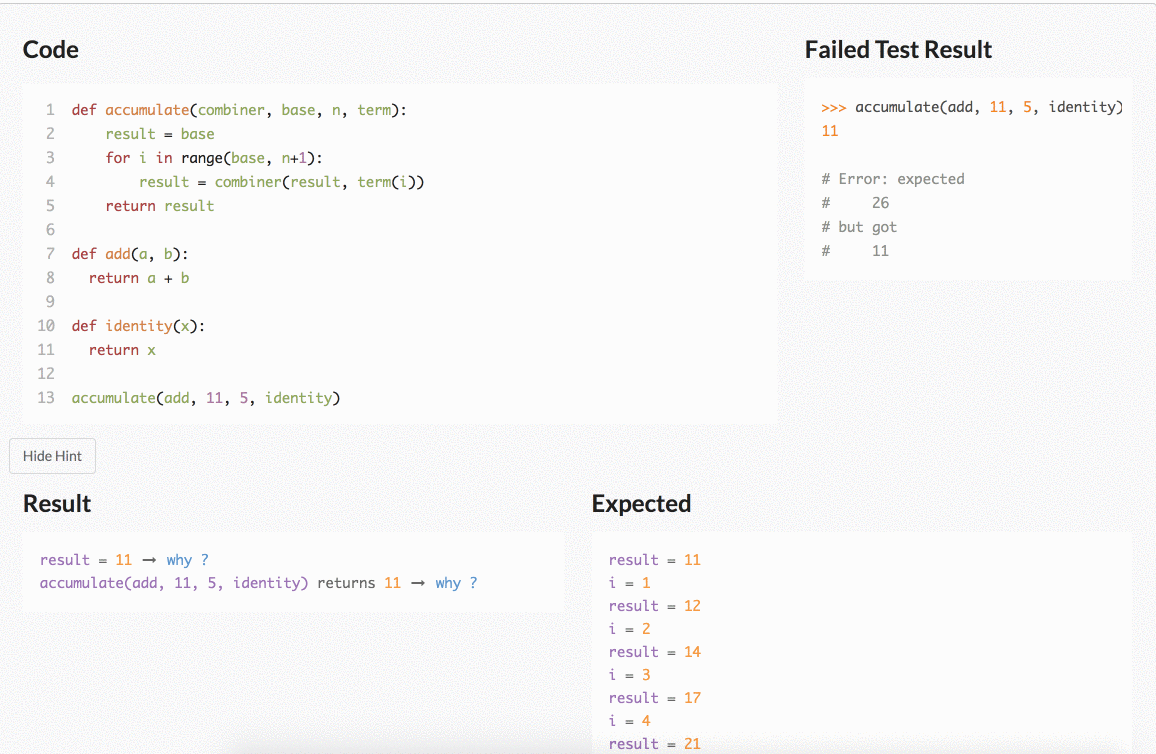 Code
1 def accumulate(combiner, base, n, term):
2     result = base
3     for i in range(base, n+1):
4         result = combiner(result, term(i))
5     return result
6
7 def add(a, b):
8   return a + b
9
10 def identity(x):
11   return x
12
13 accumulate(add, 11, 5, identity)
Failed Test Result
>>> accumulate(add, 11, 5, identity)
11
# Error: expected
#     26
# but got
#     11
Hide Hint
Result
result = 11 → why ?
accumulate(add, 11, 5, identity) returns 11 → why ?
Expected
result = 11
i = 1
result = 12
i = 2
result = 14
i = 3
result = 17
i = 4
result = 21